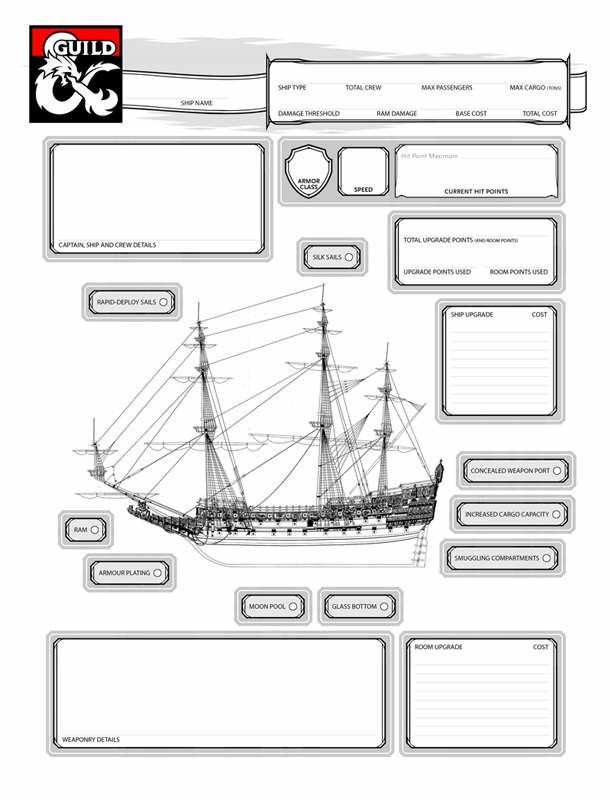 GUILD
SHIP NAME
SHIP TYPE TOTAL CREW MAX PASSENGERS MAX CARGO (TONS)
DAMAGE THRESHOLD RAM DAMAGE BASE COST TOTAL COST
CAPTAIN, SHIP AND CREW DETAILS
ARMOR
CLASS
SPEED
Hit Point Maximum
CURRENT HIT POINTS
TOTAL UPGRADE POINTS (AND ROOM POINTS)
UPGRADE POINTS USED ROOM POINTS USED
SILK SAILS
RAPID-DEPLOY SAILS
SHIP UPGRADE COST
CONCEALED WEAPON PORT
INCREASED CARGO CAPACITY
RAM
SMUGGLING COMPARTMENTS
ARMOUR PLATING
MOON POOL
GLASS BOTTOM
WEAPONRY DETAILS
ROOM UPGRADE COST